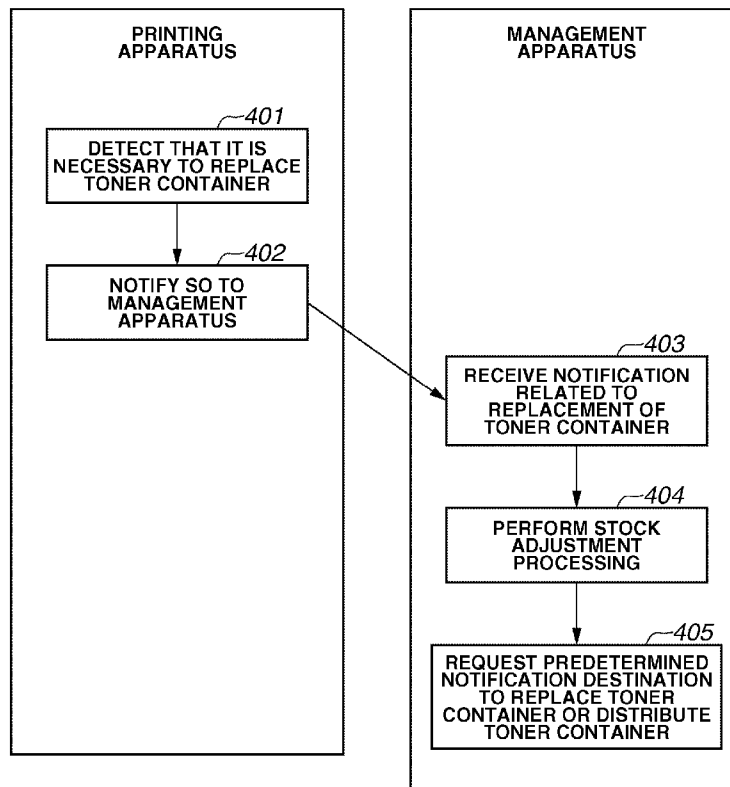 PRINTING
APPARATUS
401
DETECT THAT IT IS
NECESSARY TO REPLACE
TONER CONTAINER
402
NOTIFY SO TO
MANAGEMENT
APPARATUS
MANAGEMENT
APPARATUS
403
RECEIVE NOTIFICATION
RELATED TO
REPLACEMENT OF
TONER CONTAINER
404
PERFORM STOCK
ADJUSTMENT
PROCESSING
405
REQUEST PREDETERMINED
NOTIFICATION DESTINATION
TO REPLACE TONER
CONTAINER OR DISTRIBUTE
TONER CONTAINER